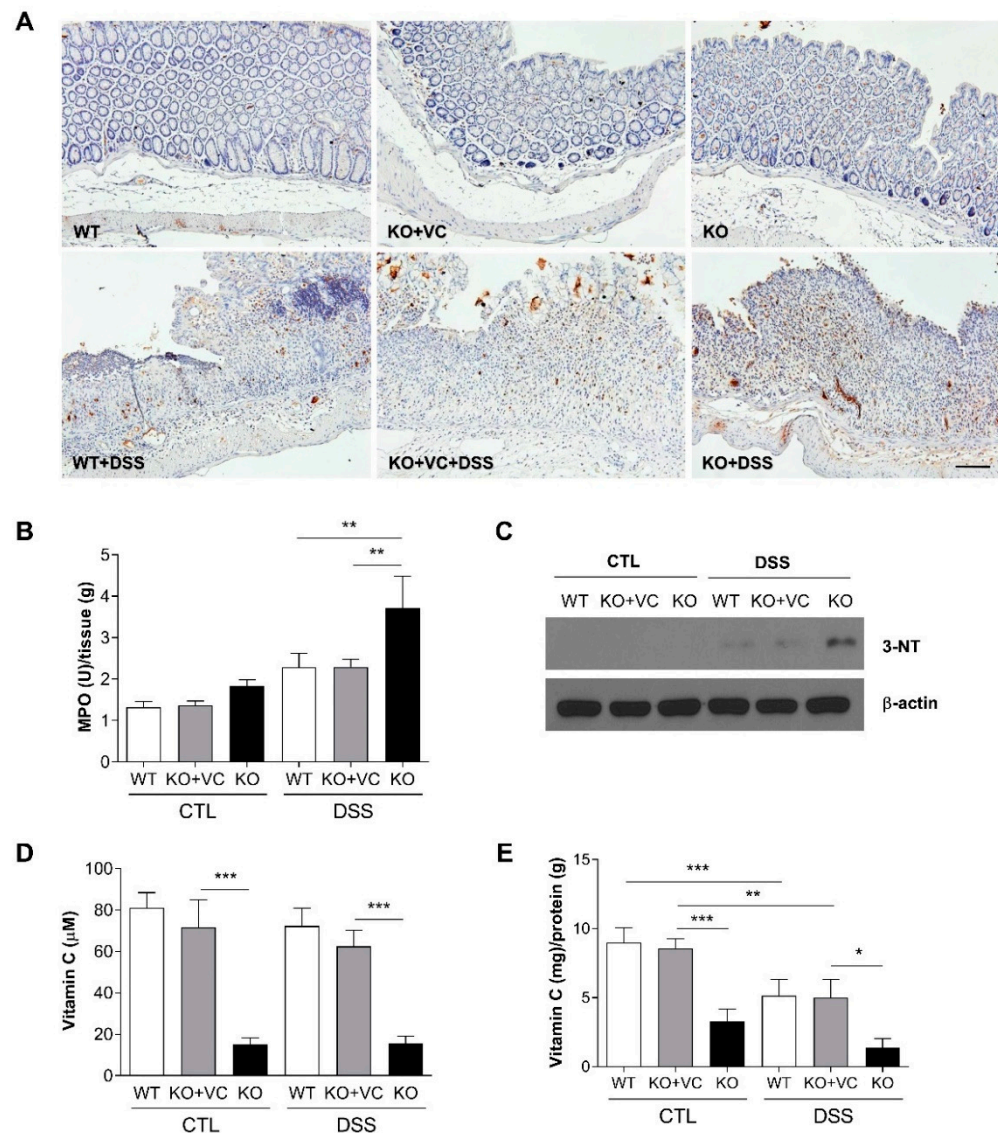 A
WT
KO+VC
KO
WT+DSS
KO+VC+DSS
KO+DSS
B
MPO (U)/tissue (g)
5
4
3
2
1
0
** 
**
WT KO+VC KO WT KO+VC KO
CTL DSS
C
CTL DSS
WT KO+VC KO WT KO+VC KO
3-NT
β-actin
D
Vitamin C (μM)
100
80
60
40
20
0
*** ***
WT KO+VC KO WT KO+VC KO
CTL DSS
E
Vitamin C (mg)/protein (g)
15
10
5
0
***
**
***
*
WT KO+VC KO WT KO+VC KO
CTL DSS